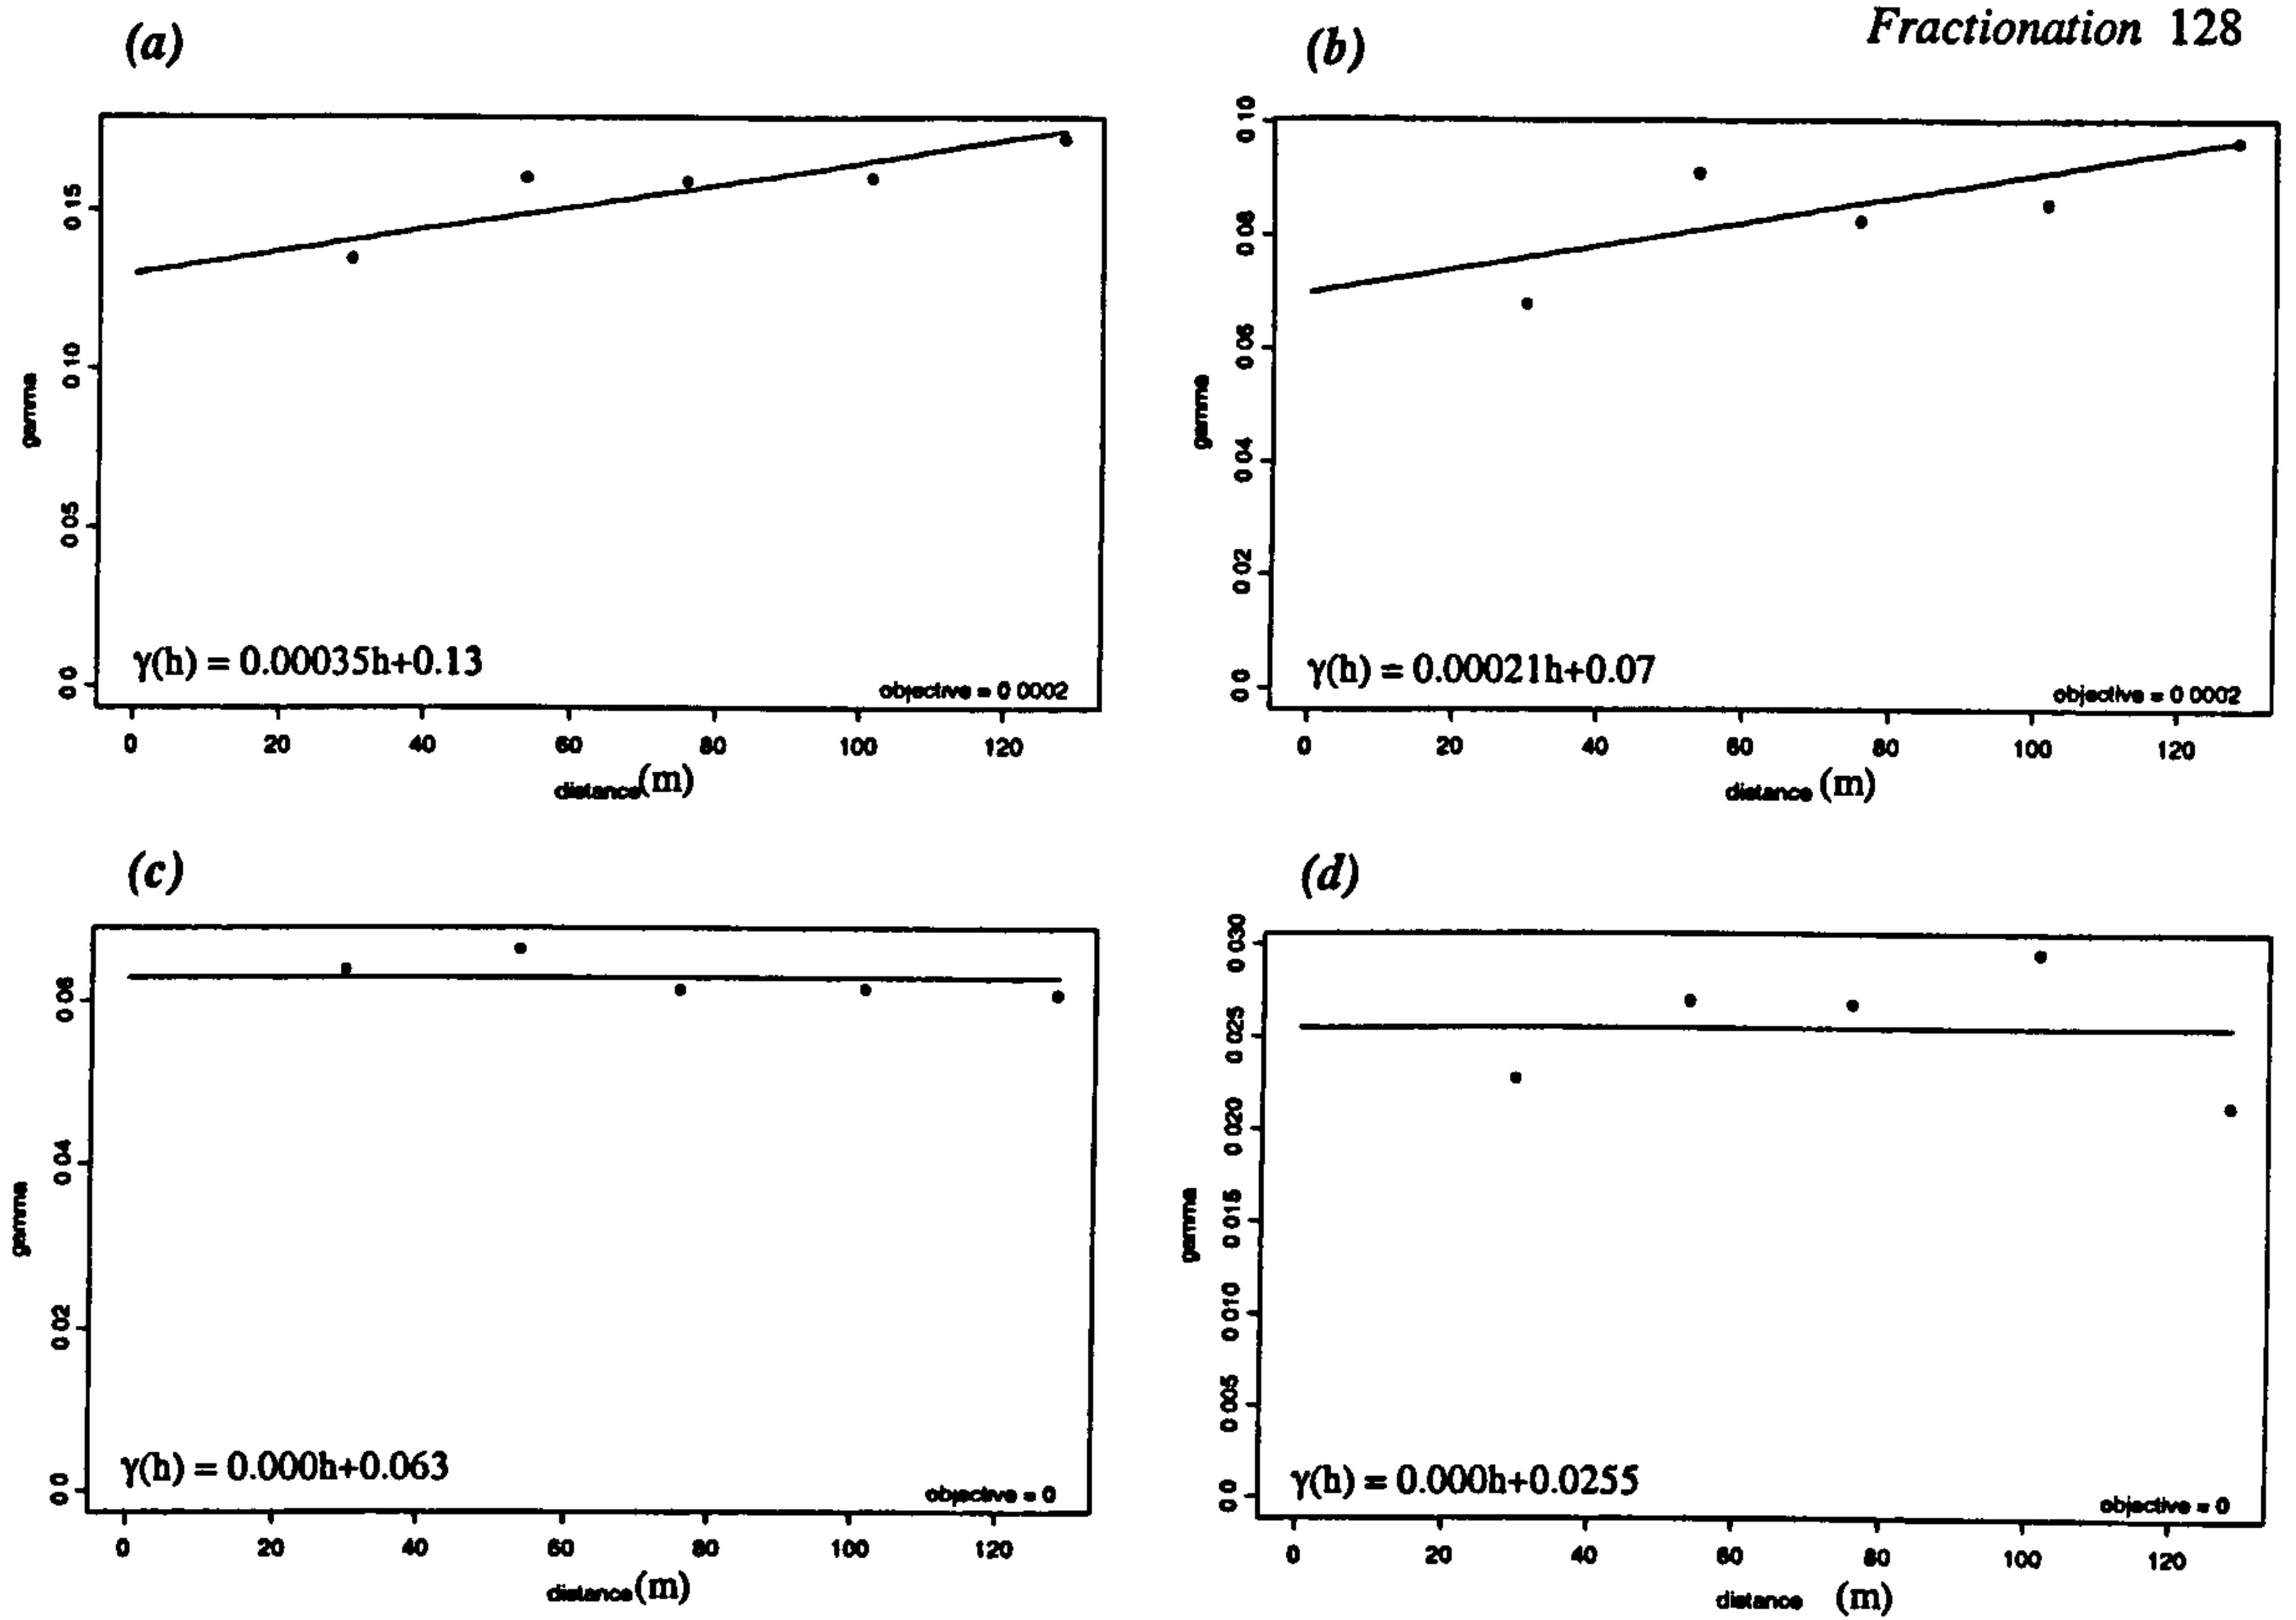 Fractionation 128
(a)
0 15
0 10
0 05
0 0
gamma
γ(h) = 0.00035h+0.13
objective = 0 0002
0 20 40 60 80 100 120
distance (m)
(b)
0 10
0 08
0 06
0 04
0 02
0 0
gamma
γ(h) = 0.00021h+0.07
objective = 0 0002
0 20 40 60 80 100 120
distance (m)
(c)
0 06
0 04
0 02
0 0
gamma
γ(h) = 0.000h+0.063
objective = 0
0 20 40 60 80 100 120
distance (m)
(d)
0 030
0 025
0 020
0 015
0 010
0 005
0 0
gamma
γ(h) = 0.000h+0.0255
objective = 0
0 20 40 60 80 100 120
distance (m)